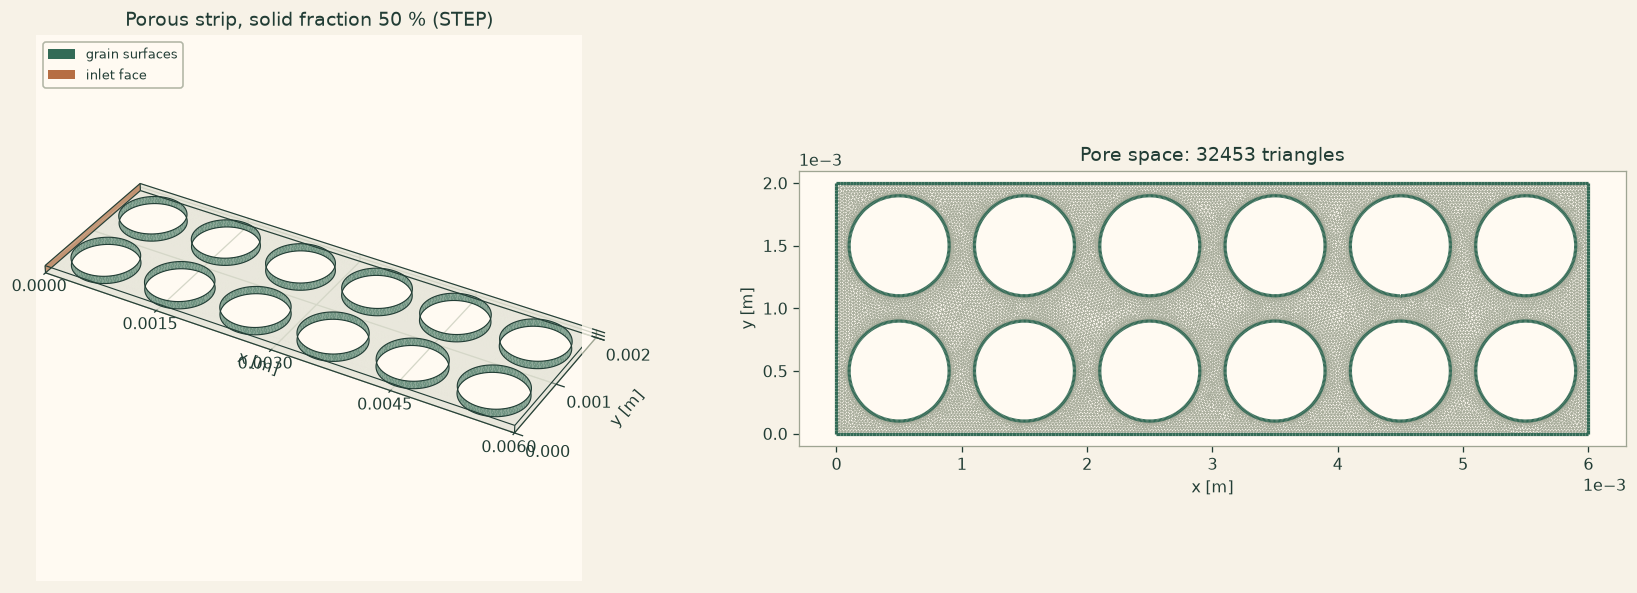 Porous strip, solid fraction 50 % (STEP)
grain surfaces
inlet face
0.0000
0.0015
0.0030
x [m]
0.0045
0.0060
0.000
0.001
0.002
y [m]
Pore space: 32453 triangles
1e−3
2.0
1.5
1.0
0.5
0.0
y [m]
0 1 2 3 4 5 6
x [m]
1e−3